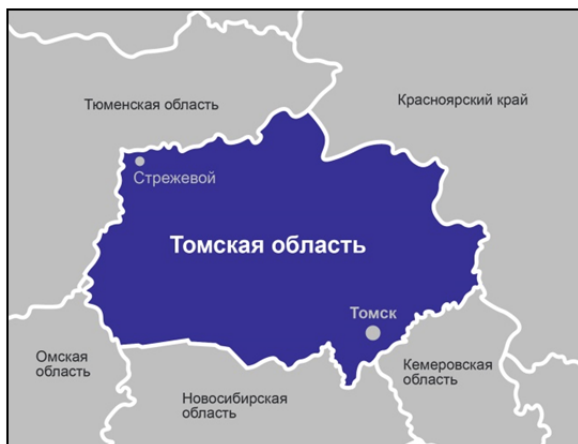 Тюменская область
Красноярский край
Стрежевой
Томская область
Томск
Омская
область
Кемеровская
область
Новосибирская
область